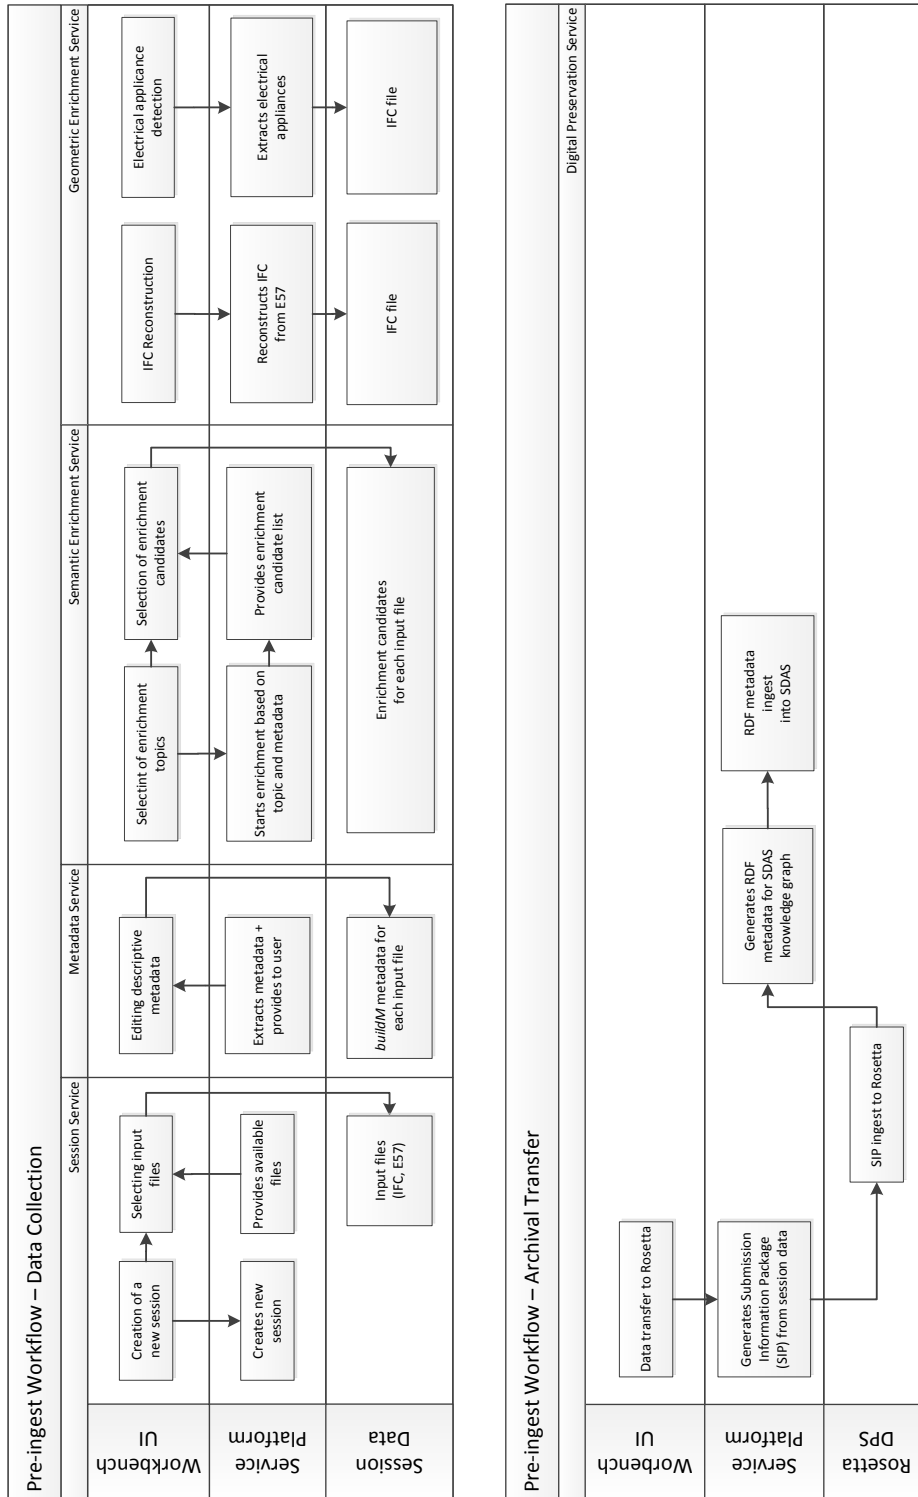 Pre-ingest Workflow – Data Collection
Session Service
Metadata Service
Semantic Enrichment Service
Geometric Enrichment Service
Workbench
UI
Creation of a
new session
Selecting input
files
Editing descriptive
metadata
Selectint of enrichment
topics
Selection of enrichment
candidates
IFC Reconstruction
Electrical applicance
detection
Service
Platform
Creates new
session
Provides available
files
Extracts metadata +
provides to user
Starts enrichment based on
topic and metadata
Provides enrichment
candidate list
Reconstructs IFC
from E57
Extracts electrical
appliances
Session
Data
Input files
(IFC, E57)
buildM metadata for
each input file
Enrichment candidates
for each input file
IFC file
IFC file
Pre-ingest Workflow – Archival Transfer
Digital Preservation Service
Worbench
UI
Data transfer to Rosetta
Service
Platform
Generates Submission
Information Package
(SIP) from session data
Generates RDF
metadata for SDAS
knowledge graph
RDF metadata
ingest
into SDAS
Rosetta
DPS
SIP ingest to Rosetta